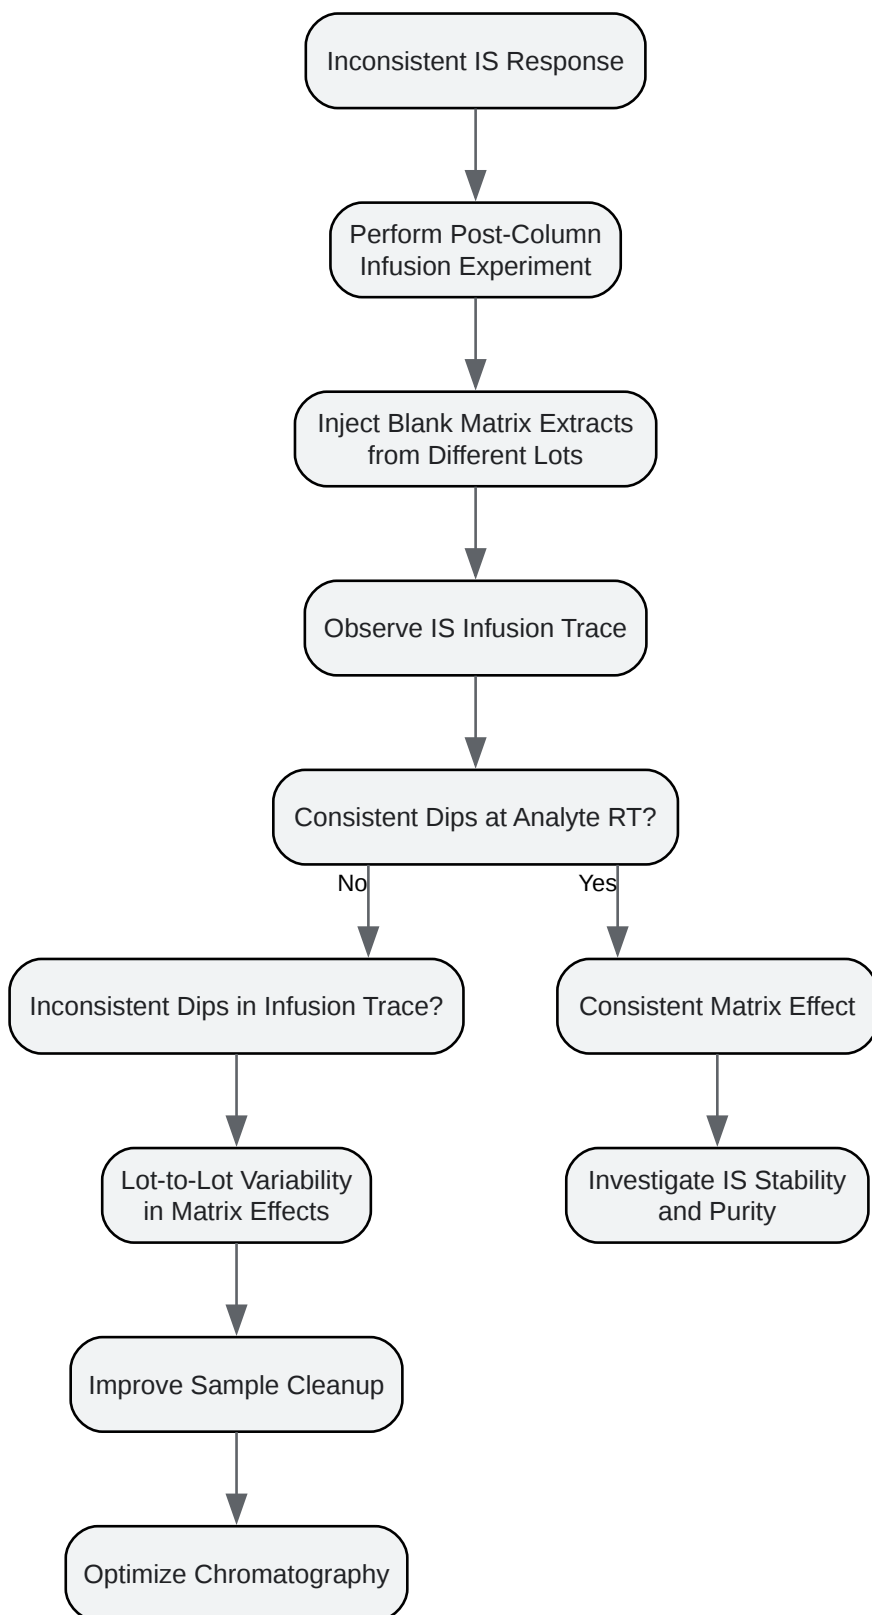 Inconsistent IS Response
Perform Post-Column
Infusion Experiment
Inject Blank Matrix Extracts
from Different Lots
Observe IS Infusion Trace
Consistent Dips at Analyte RT?
No
Yes
Inconsistent Dips in Infusion Trace?
Consistent Matrix Effect
Lot-to-Lot Variability
in Matrix Effects
Investigate IS Stability
and Purity
Improve Sample Cleanup
Optimize Chromatography